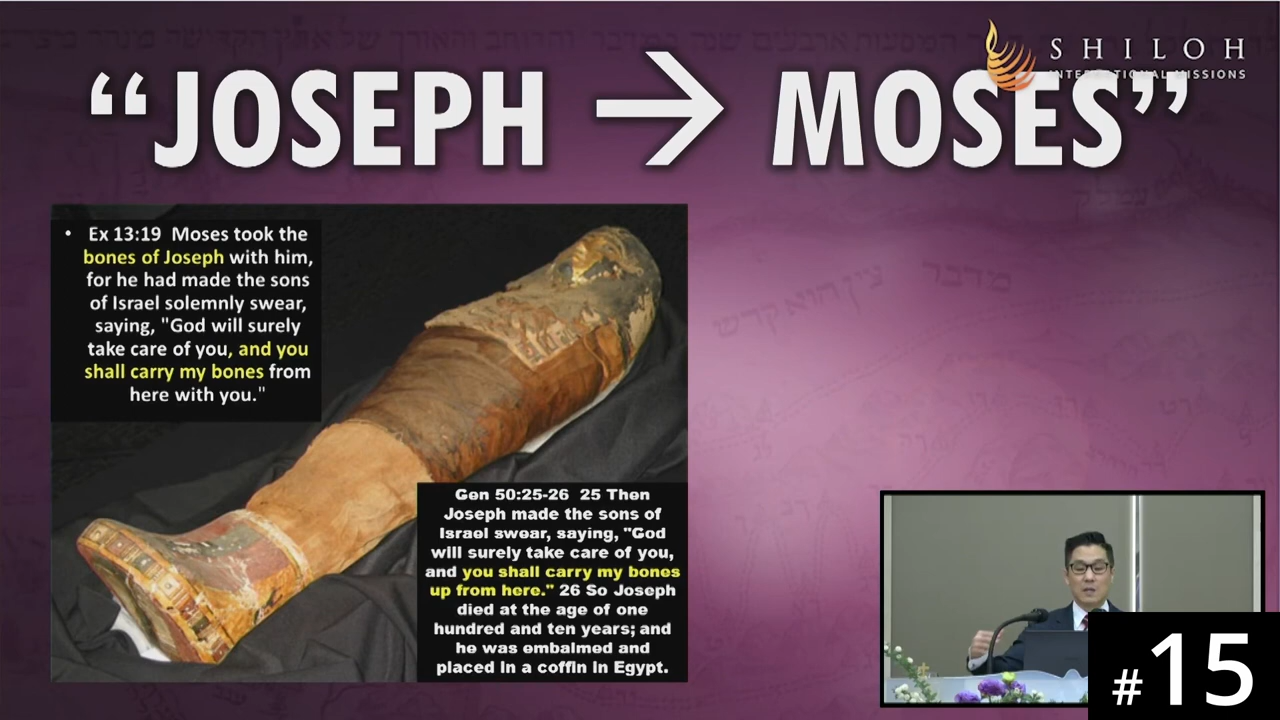 SHILOH
INTERNATIONAL MISSIONS
“JOSEPH → MOSES”
• Ex 13:19 Moses took the
bones of Joseph with him,
for he had made the sons
of Israel solemnly swear,
saying, "God will surely
take care of you, and you
shall carry my bones from
here with you."
Gen 50:25-26 25 Then
Joseph made the sons of
Israel swear, saying, "God
will surely take care of you,
and you shall carry my bones
up from here." 26 So Joseph
died at the age of one
hundred and ten years; and
he was embalmed and
placed in a coffin in Egypt.
#15